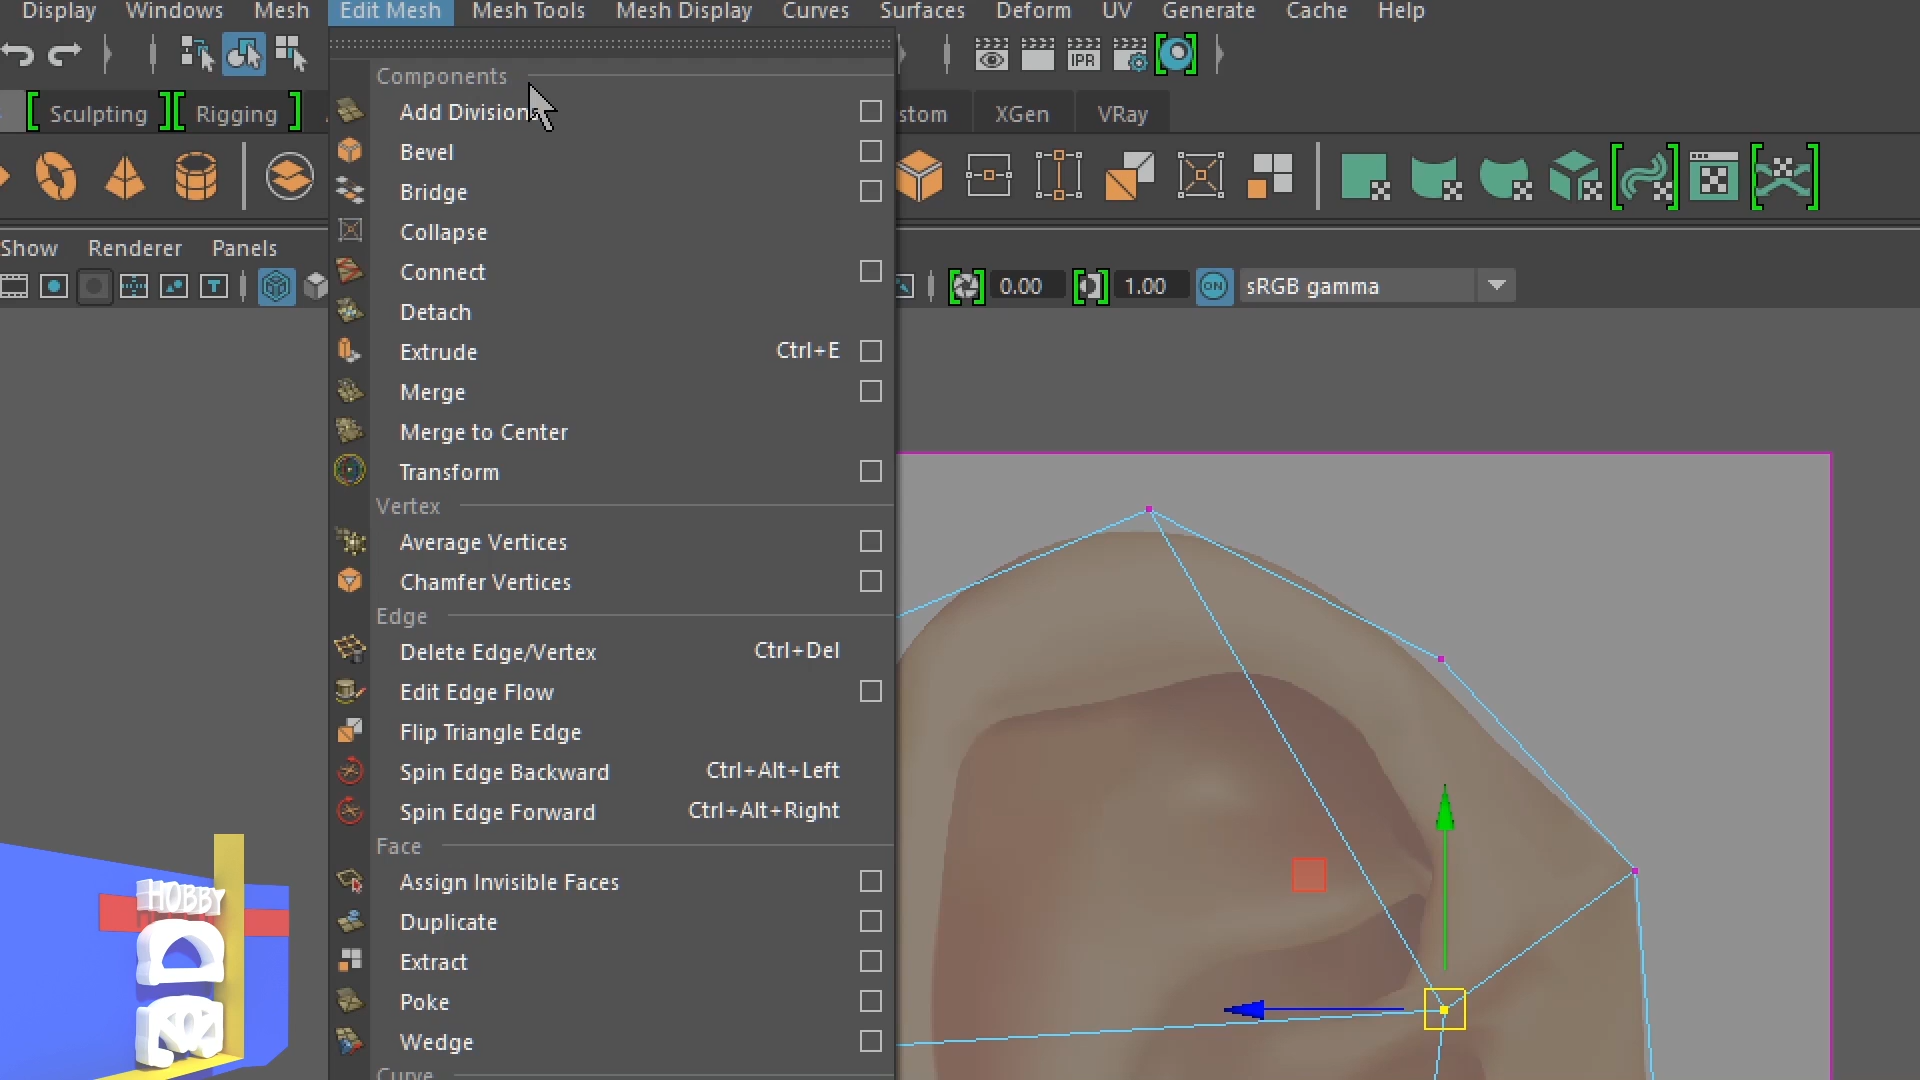 Display Windows Mesh Edit Mesh Mesh Tools Mesh Display Curves Surfaces Deform UV Generate Cache Help
IPR
Sculpting Rigging stom XGen VRay
Show Renderer Panels
T 0.00 1.00 ON sRGB gamma
Components
Add Divisions
Bevel
Bridge
Collapse
Connect
Detach
Extrude Ctrl+E
Merge
Merge to Center
Transform
Vertex
Average Vertices
Chamfer Vertices
Edge
Delete Edge/Vertex Ctrl+Del
Edit Edge Flow
Flip Triangle Edge
Spin Edge Backward Ctrl+Alt+Left
Spin Edge Forward Ctrl+Alt+Right
Face
Assign Invisible Faces
Duplicate
Extract
Poke
Wedge
Curve
HOBBY